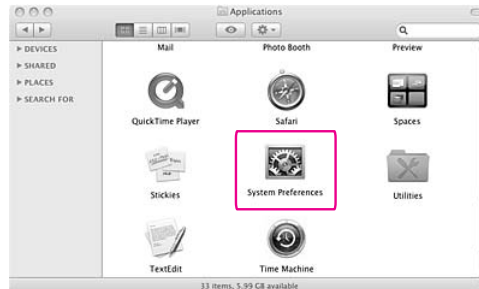 Applications
DEVICES
SHARED
PLACES
SEARCH FOR
Mail
Photo Booth
Preview
QuickTime Player
Safari
Spaces
Stickies
System Preferences
Utilities
TextEdit
Time Machine
33 items, 5.99 GB available